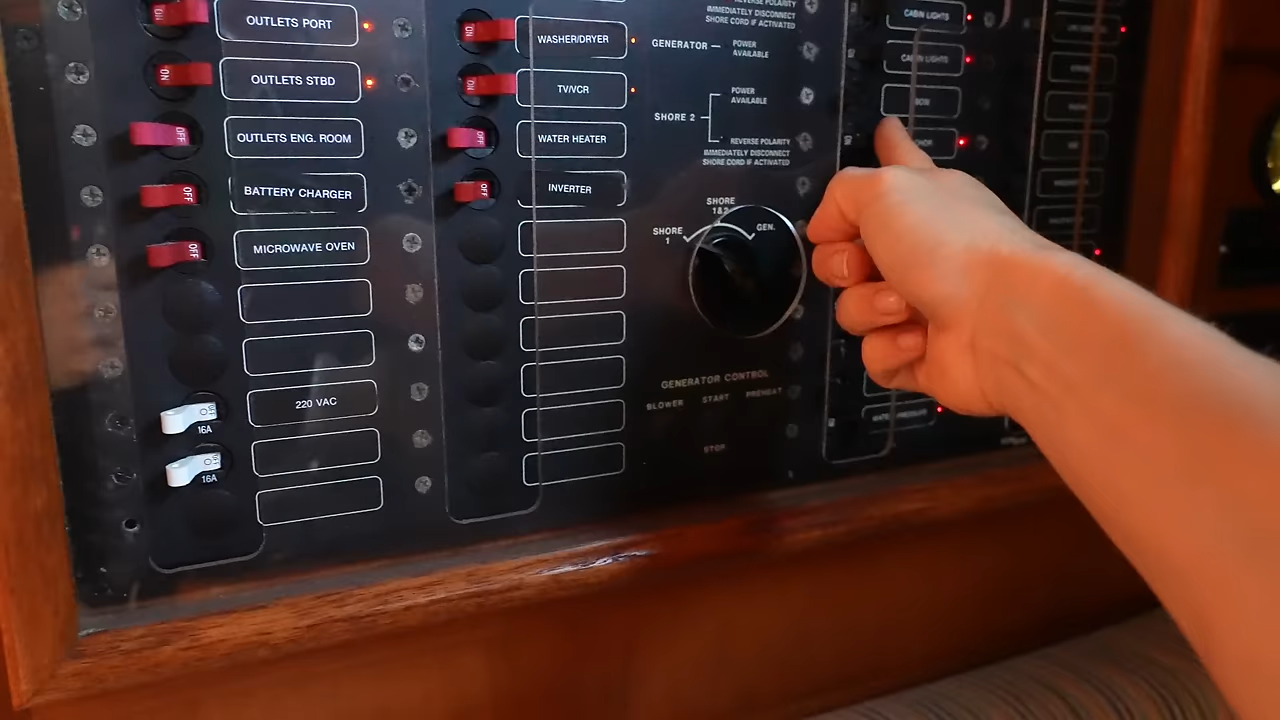 ON
OUTLETS PORT
ON
OUTLETS STBD
OFF
OUTLETS ENG. ROOM
OFF
BATTERY CHARGER
OFF
MICROWAVE OVEN
220 VAC
OFF
16A
OFF
16A
ON
WASHER/DRYER
ON
TV/VCR
OFF
WATER HEATER
OFF
INVERTER
REVERSE POLARITY
IMMEDIATELY DISCONNECT
SHORE CORD IF ACTIVATED
GENERATOR
POWER
AVAILABLE
SHORE 2
POWER
AVAILABLE
REVERSE POLARITY
IMMEDIATELY DISCONNECT
SHORE CORD IF ACTIVATED
SHORE
1&2
SHORE
1
GEN.
GENERATOR CONTROL
BLOWER START PREHEAT
STOP
CABIN LIGHTS
CABIN LIGHTS